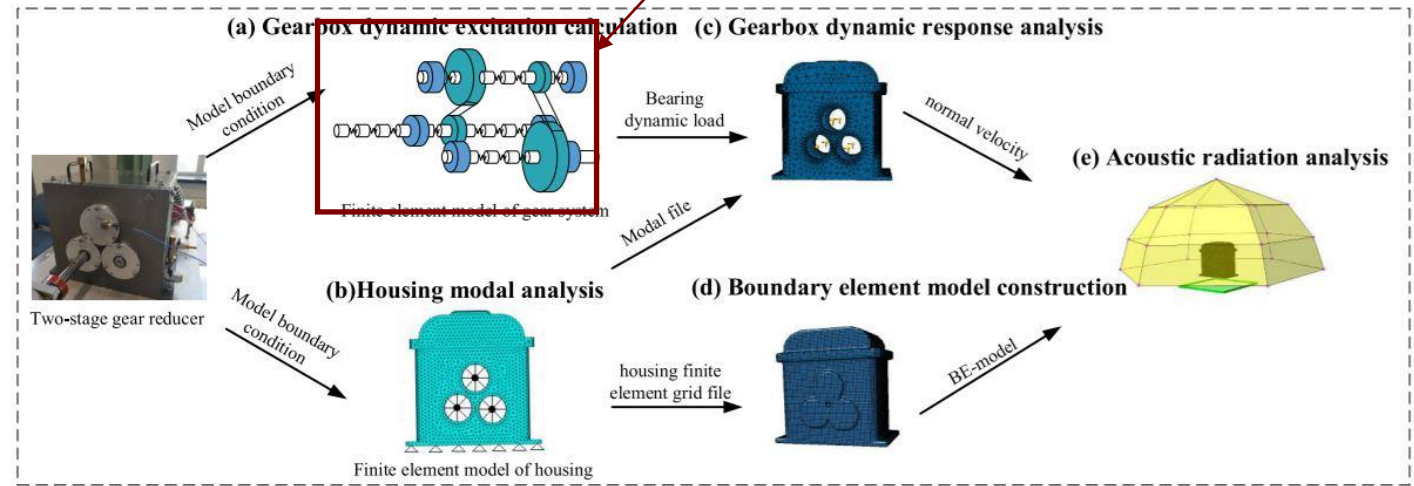 (a) Gearbox dynamic excitation calculation
(c) Gearbox dynamic response analysis
Model boundary
condition
Bearing
dynamic load
normal velocity
(e) Acoustic radiation analysis
Finite element model of gear system
Modal file
Two-stage gear reducer
(b)Housing modal analysis
(d) Boundary element model construction
Model boundary
condition
housing finite
element grid file
BE-model
Finite element model of housing